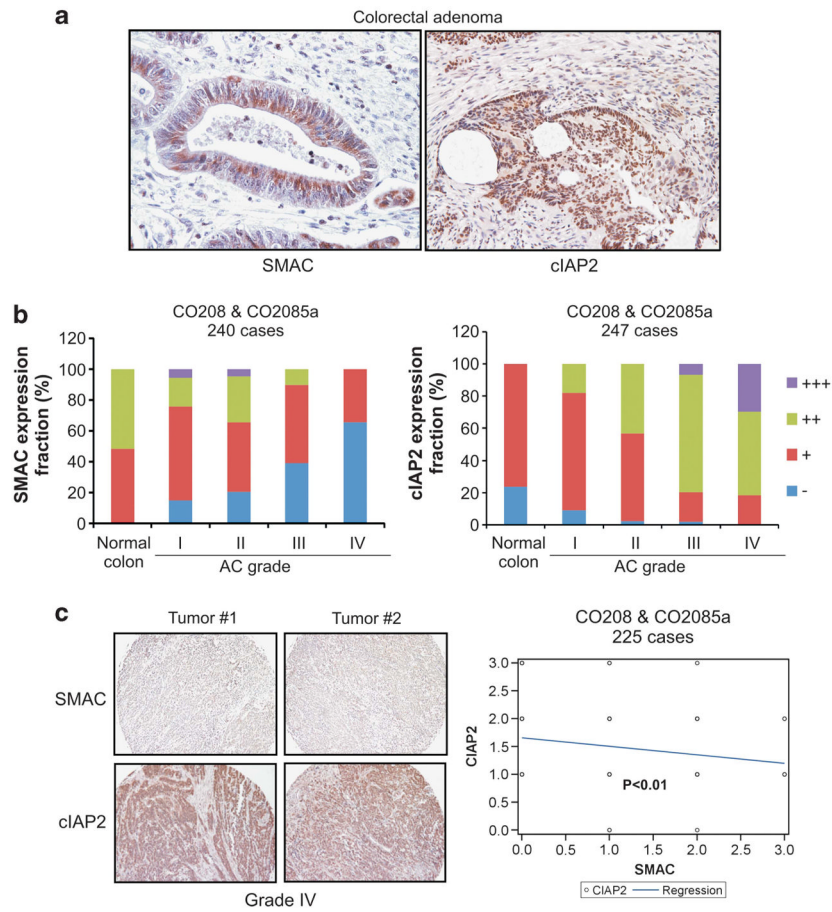 a
Colorectal adenoma
SMAC
cIAP2
b
CO208 & CO2085a
240 cases
SMAC expression
fraction (%)
120
100
80
60
40
20
0
Normal
colon
I
II
III
IV
AC grade
CO208 & CO2085a
247 cases
cIAP2 expression
fraction (%)
120
100
80
60
40
20
0
Normal
colon
I
II
III
IV
AC grade
+++
++
+
-
c
Tumor #1
Tumor #2
SMAC
cIAP2
Grade IV
CO208 & CO2085a
225 cases
CIAP2
3.0
2.5
2.0
1.5
1.0
0.5
0.0
P<0.01
0.0 0.5 1.0 1.5 2.0 2.5 3.0
SMAC
CIAP2
Regression